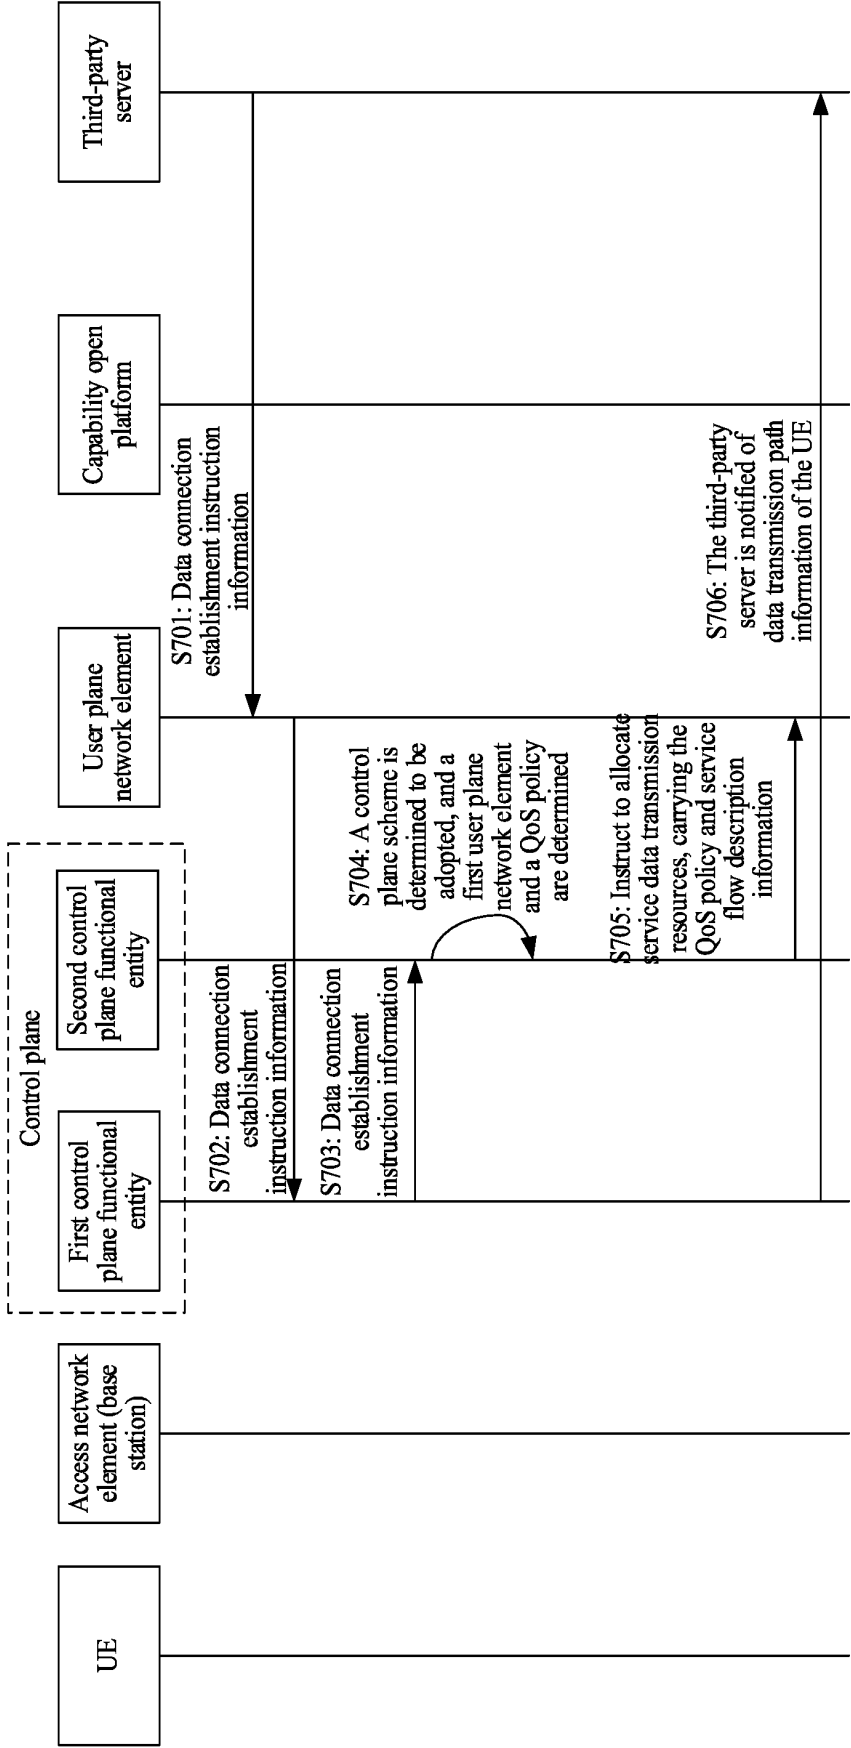 UE
Access network
element (base
station)
Control plane
First control
plane functional
entity
Second control
plane functional
entity
User plane
network element
Capability open
platform
Third-party
server
S701: Data connection
establishment instruction
information
S702: Data connection
establishment
instruction information
S703: Data connection
establishment
instruction information
S704: A control
plane scheme is
determined to be
adopted, and a
first user plane
network element
and a QoS policy
are determined
S705: Instruct to allocate
service data transmission
resources, carrying the
QoS policy and service
flow description
information
S706: The third-party
server is notified of
data transmission path
information of the UE